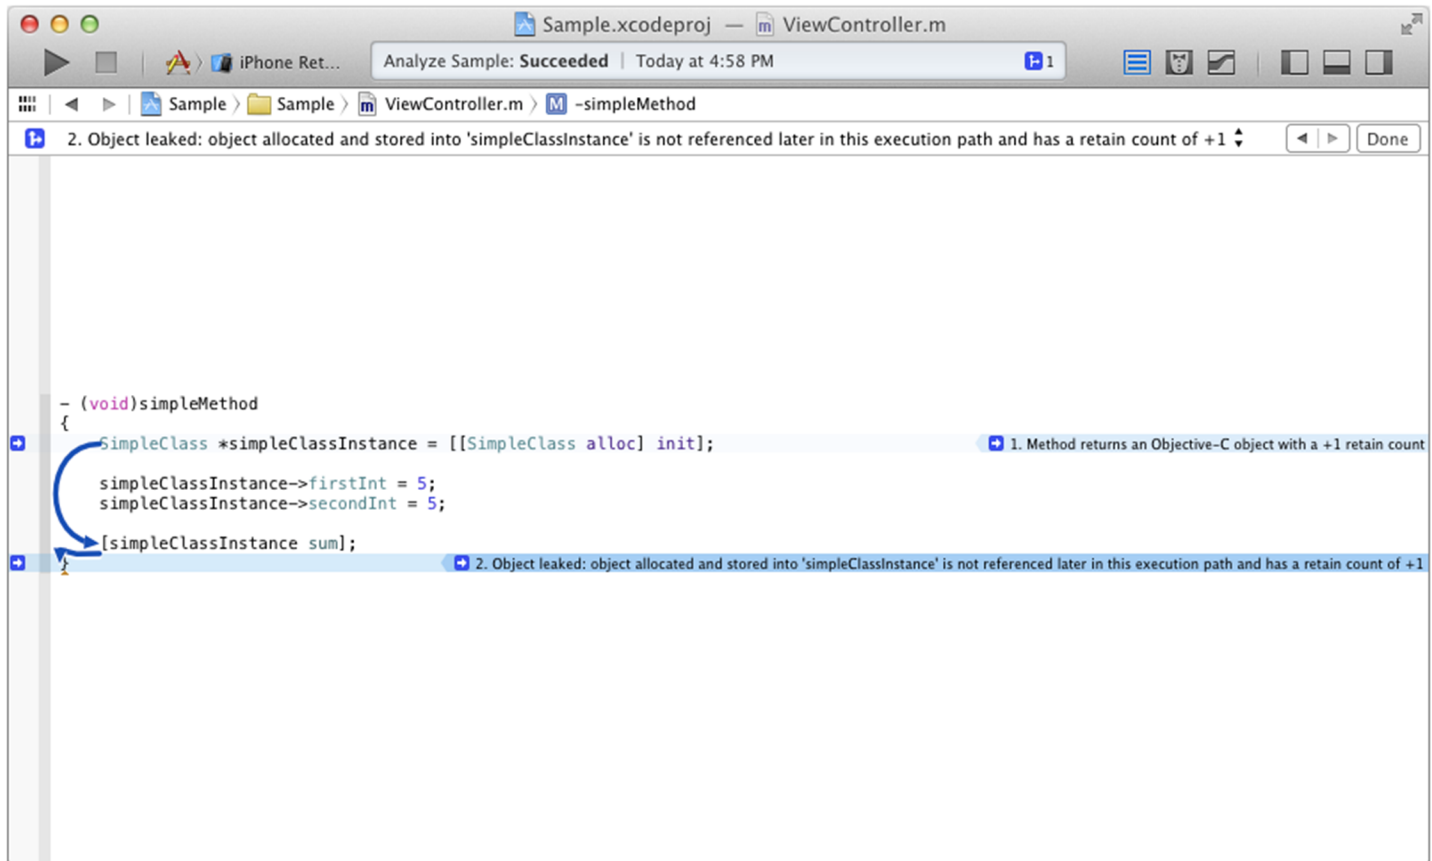 Sample.xcodeproj — ViewController.m
iPhone Ret... Analyze Sample: Succeeded | Today at 4:58 PM 1
Sample Sample ViewController.m M -simpleMethod
2. Object leaked: object allocated and stored into 'simpleClassInstance' is not referenced later in this execution path and has a retain count of +1 Done
- (void)simpleMethod
{
SimpleClass *simpleClassInstance = [[SimpleClass alloc] init]; 1. Method returns an Objective-C object with a +1 retain count
simpleClassInstance->firstInt = 5;
simpleClassInstance->secondInt = 5;
[simpleClassInstance sum];
} 2. Object leaked: object allocated and stored into 'simpleClassInstance' is not referenced later in this execution path and has a retain count of +1